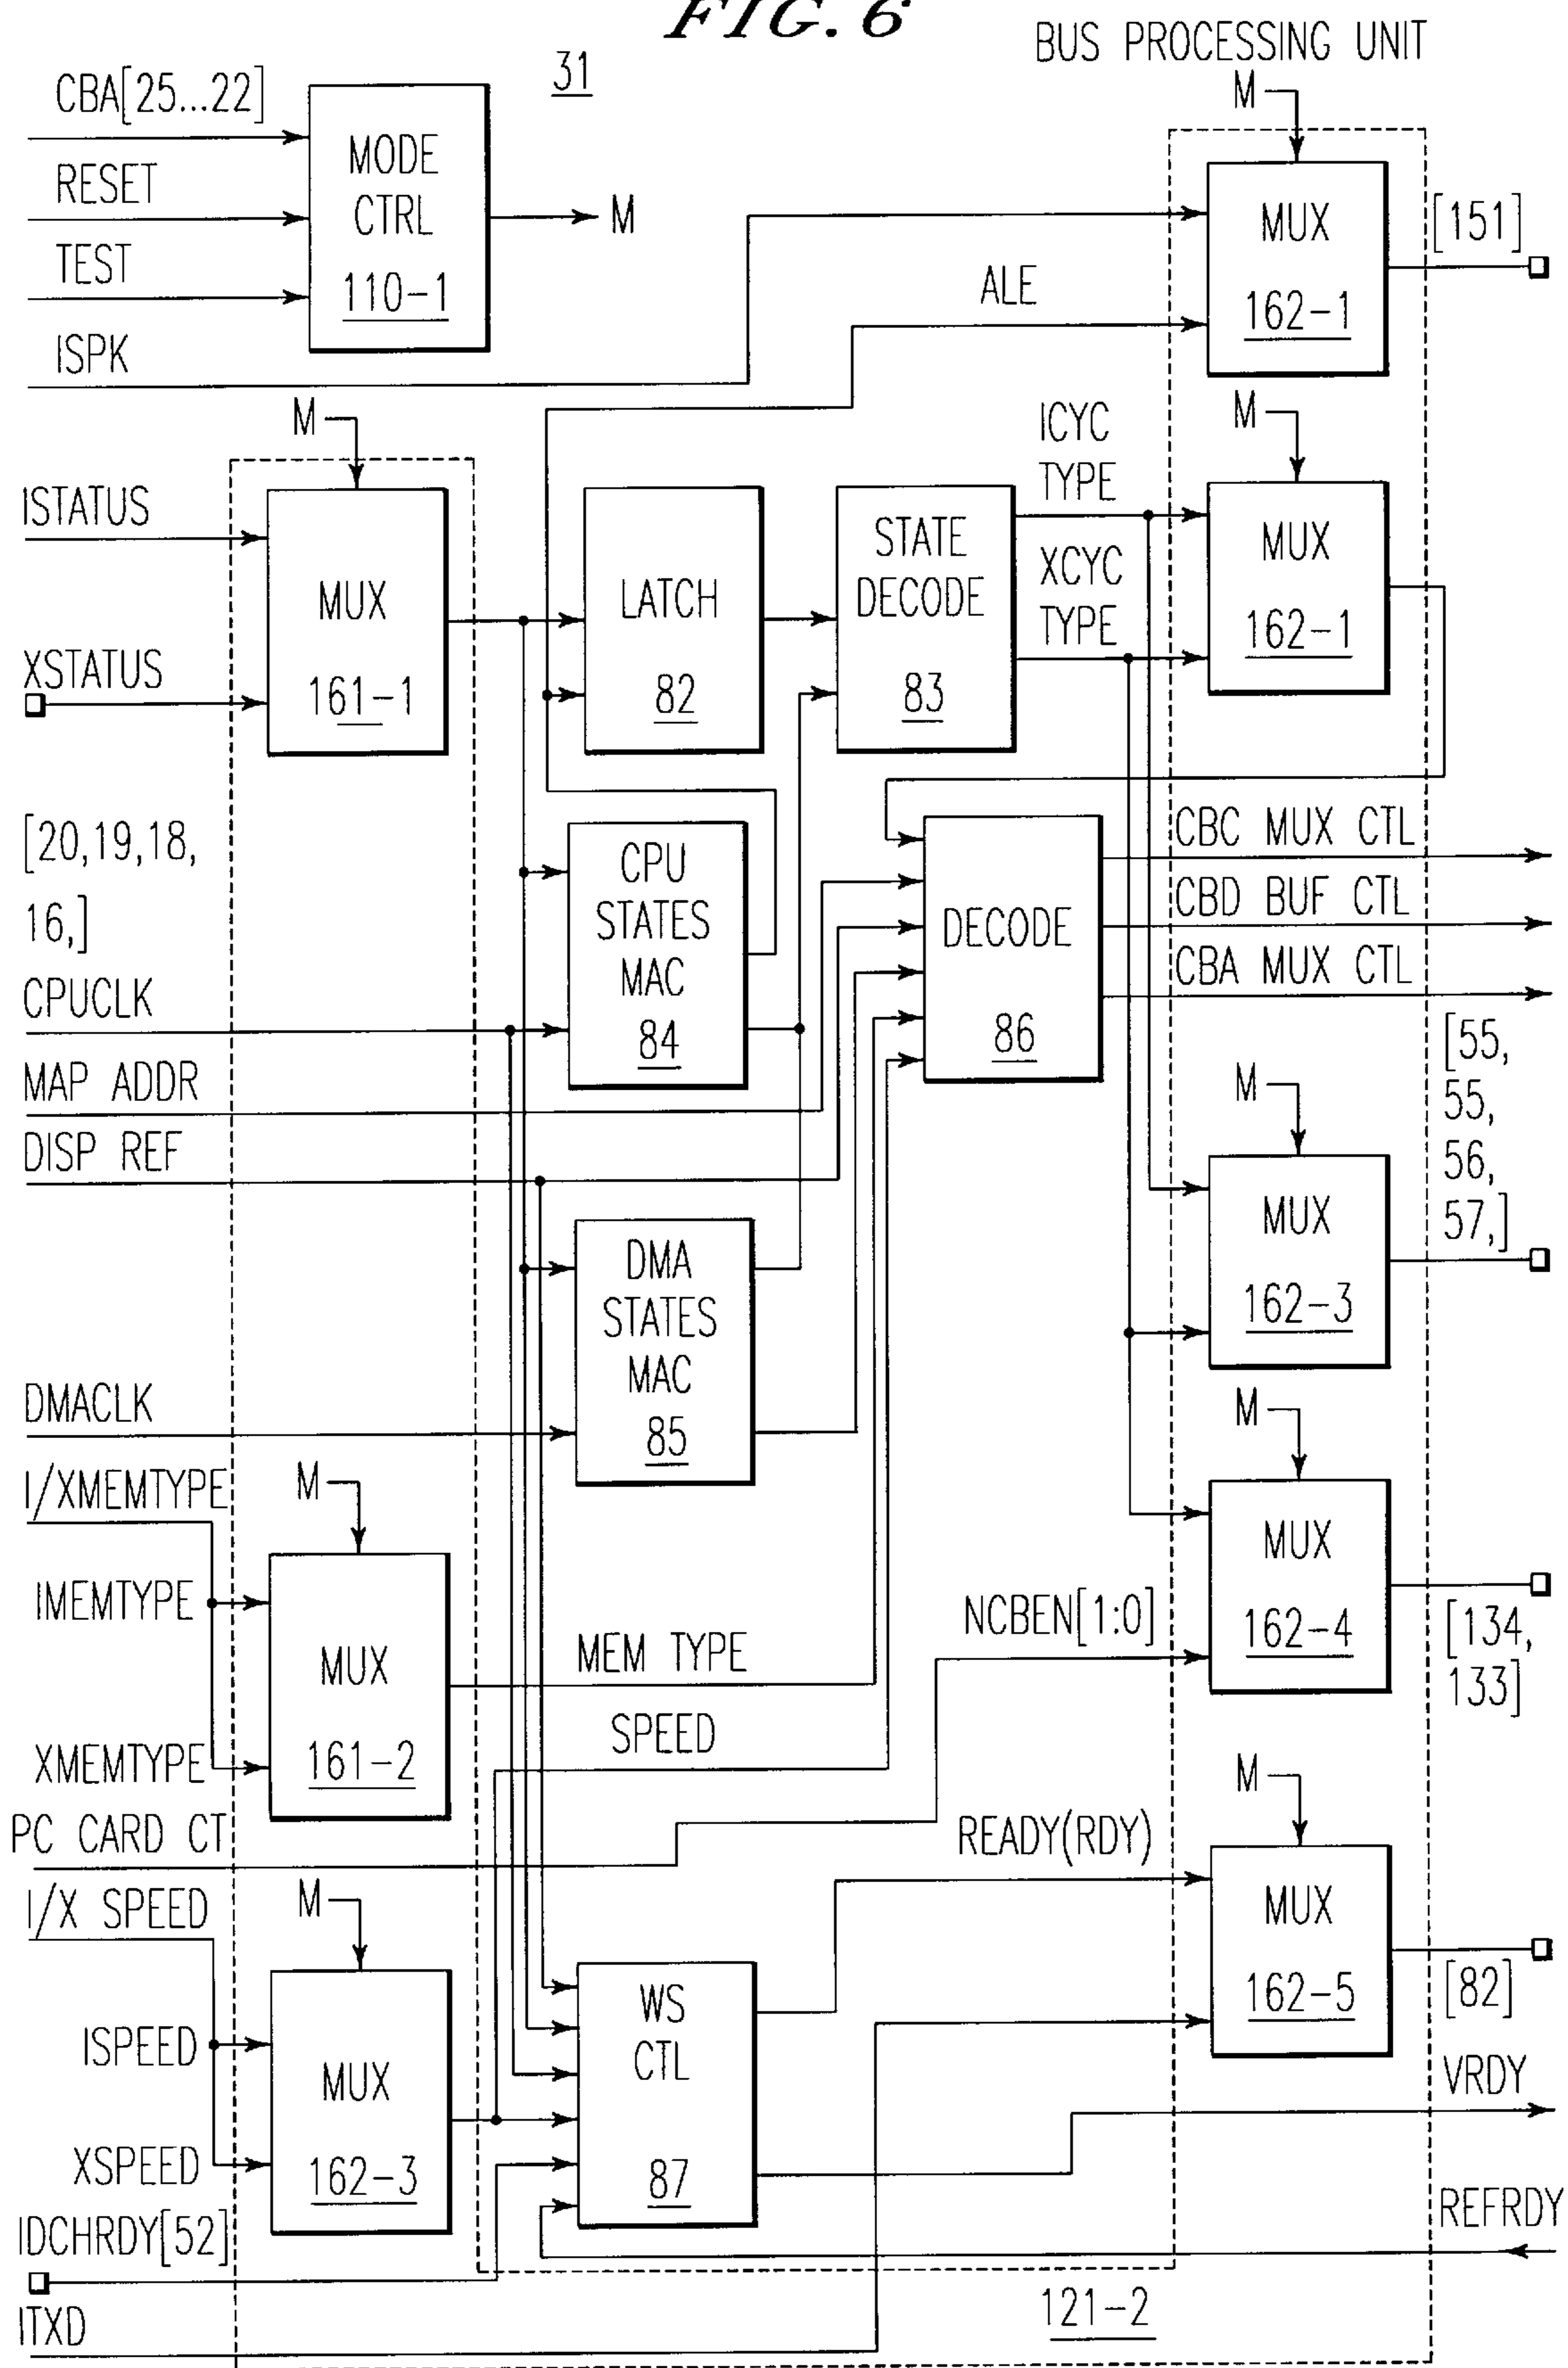 FIG. 6
BUS PROCESSING UNIT
31
CBA[25...22]
RESET
TEST
ISPK
MODE
CTRL
110-1
M
M
MUX
162-1
[151]
ALE
M
ISTATUS
XSTATUS
MUX
161-1
LATCH
82
STATE
DECODE
83
ICYC
TYPE
XCYC
TYPE
M
MUX
162-1
[20,19,18,
16,]
CPUCLK
MAP ADDR
DISP REF
CPU
STATES
MAC
84
DECODE
86
CBC MUX CTL
CBD BUF CTL
CBA MUX CTL
[55,
55,
56,
57,]
M
MUX
162-3
DMA
STATES
MAC
85
DMACLK
I/XMEMTYPE
IMEMTYPE
XMEMTYPE
M
MUX
161-2
MEM TYPE
SPEED
NCBEN[1:0]
M
MUX
162-4
[134,
133]
PC CARD CT
I/X SPEED
ISPEED
XSPEED
M
MUX
162-3
READY(RDY)
WS
CTL
87
M
MUX
162-5
[82]
VRDY
REFRDY
IDCHRDY[52]
ITXD
121-2